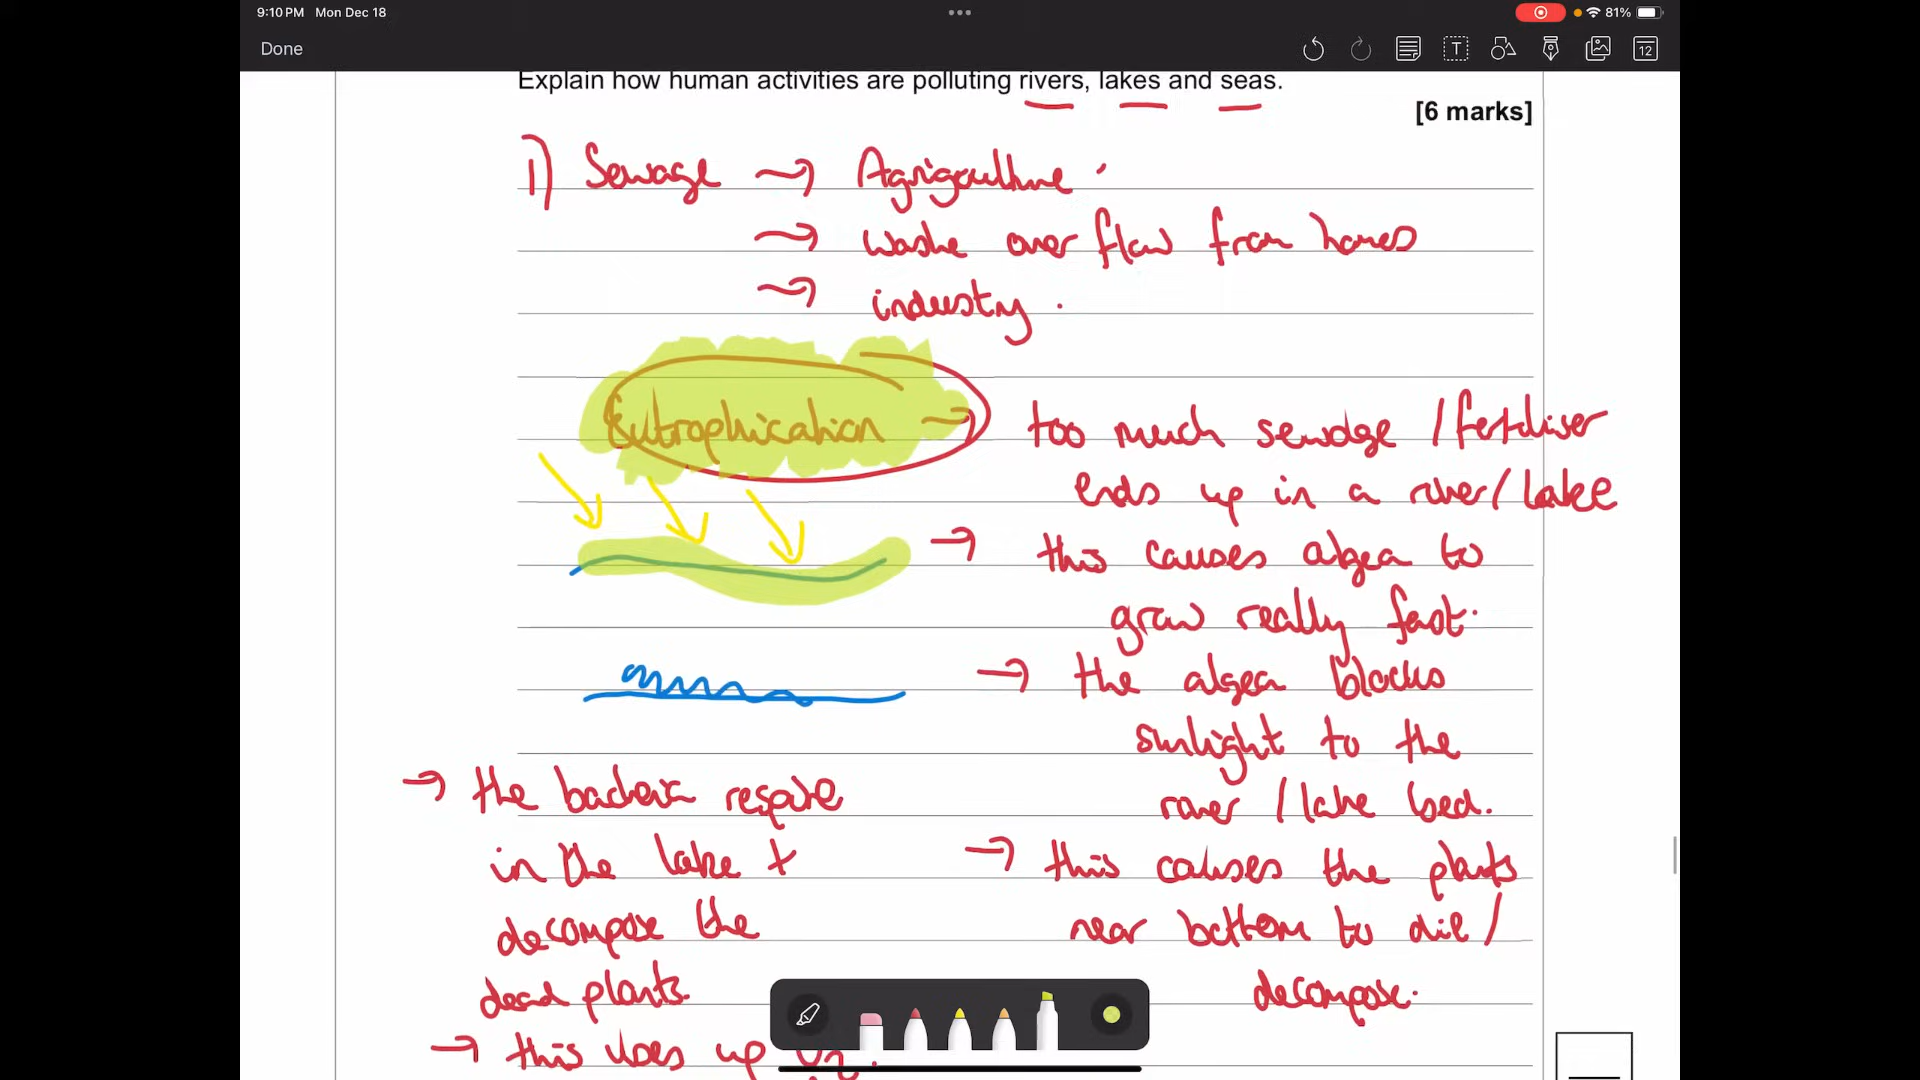 9:10 PM Mon Dec 18
81%
Done
T
12
Explain how human activities are polluting rivers, lakes and seas.
[6 marks]
1) Sewage → Agrigculture.
→ waste over flow from homes
→ industry.
Eutrophication → too much sewdge / fertiliser
ends up in a river/lake
→ this causes algea to
grow really fast.
→ the algea blocks
sunlight to the
river / lake bed.
→ this causes the plants
near bottom to die /
decompose.
→ the bacteria respire
in the lake +
decompose the
dead plants.
→ this uses up O2.